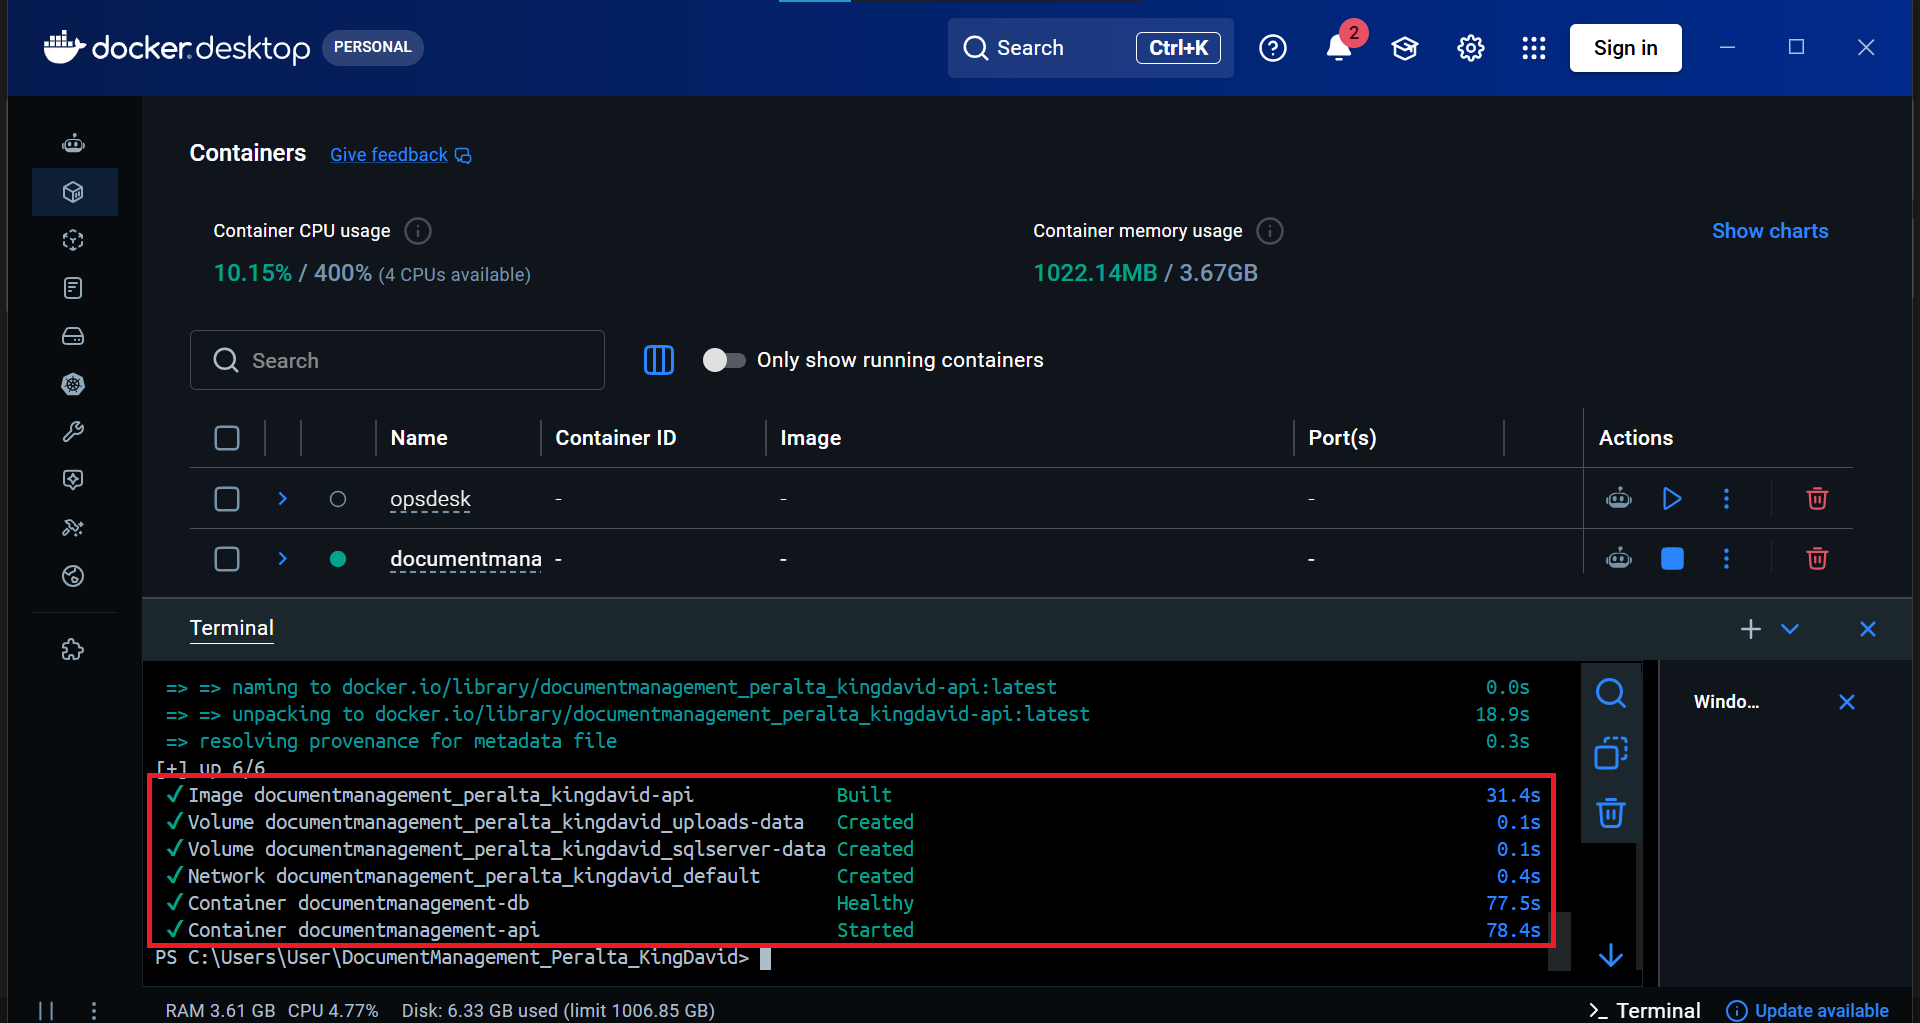 docker.desktop PERSONAL
Search Ctrl+K
2
Sign in
Containers Give feedback
Container CPU usage
10.15% / 400% (4 CPUs available)
Container memory usage
1022.14MB / 3.67GB
Show charts
Search
Only show running containers
Name Container ID Image Port(s) Actions
opsdesk - - -
documentmana - - -
Terminal
=> => naming to docker.io/library/documentmanagement_peralta_kingdavid-api:latest 0.0s
=> => unpacking to docker.io/library/documentmanagement_peralta_kingdavid-api:latest 18.9s
=> resolving provenance for metadata file 0.3s
[+] up 6/6
✓Image documentmanagement_peralta_kingdavid-api Built 31.4s
✓Volume documentmanagement_peralta_kingdavid_uploads-data Created 0.1s
✓Volume documentmanagement_peralta_kingdavid_sqlserver-data Created 0.1s
✓Network documentmanagement_peralta_kingdavid_default Created 0.4s
✓Container documentmanagement-db Healthy 77.5s
✓Container documentmanagement-api Started 78.4s
PS C:\Users\User\DocumentManagement_Peralta_KingDavid>
Windo...
RAM 3.61 GB CPU 4.77% Disk: 6.33 GB used (limit 1006.85 GB)
>_ Terminal Update available